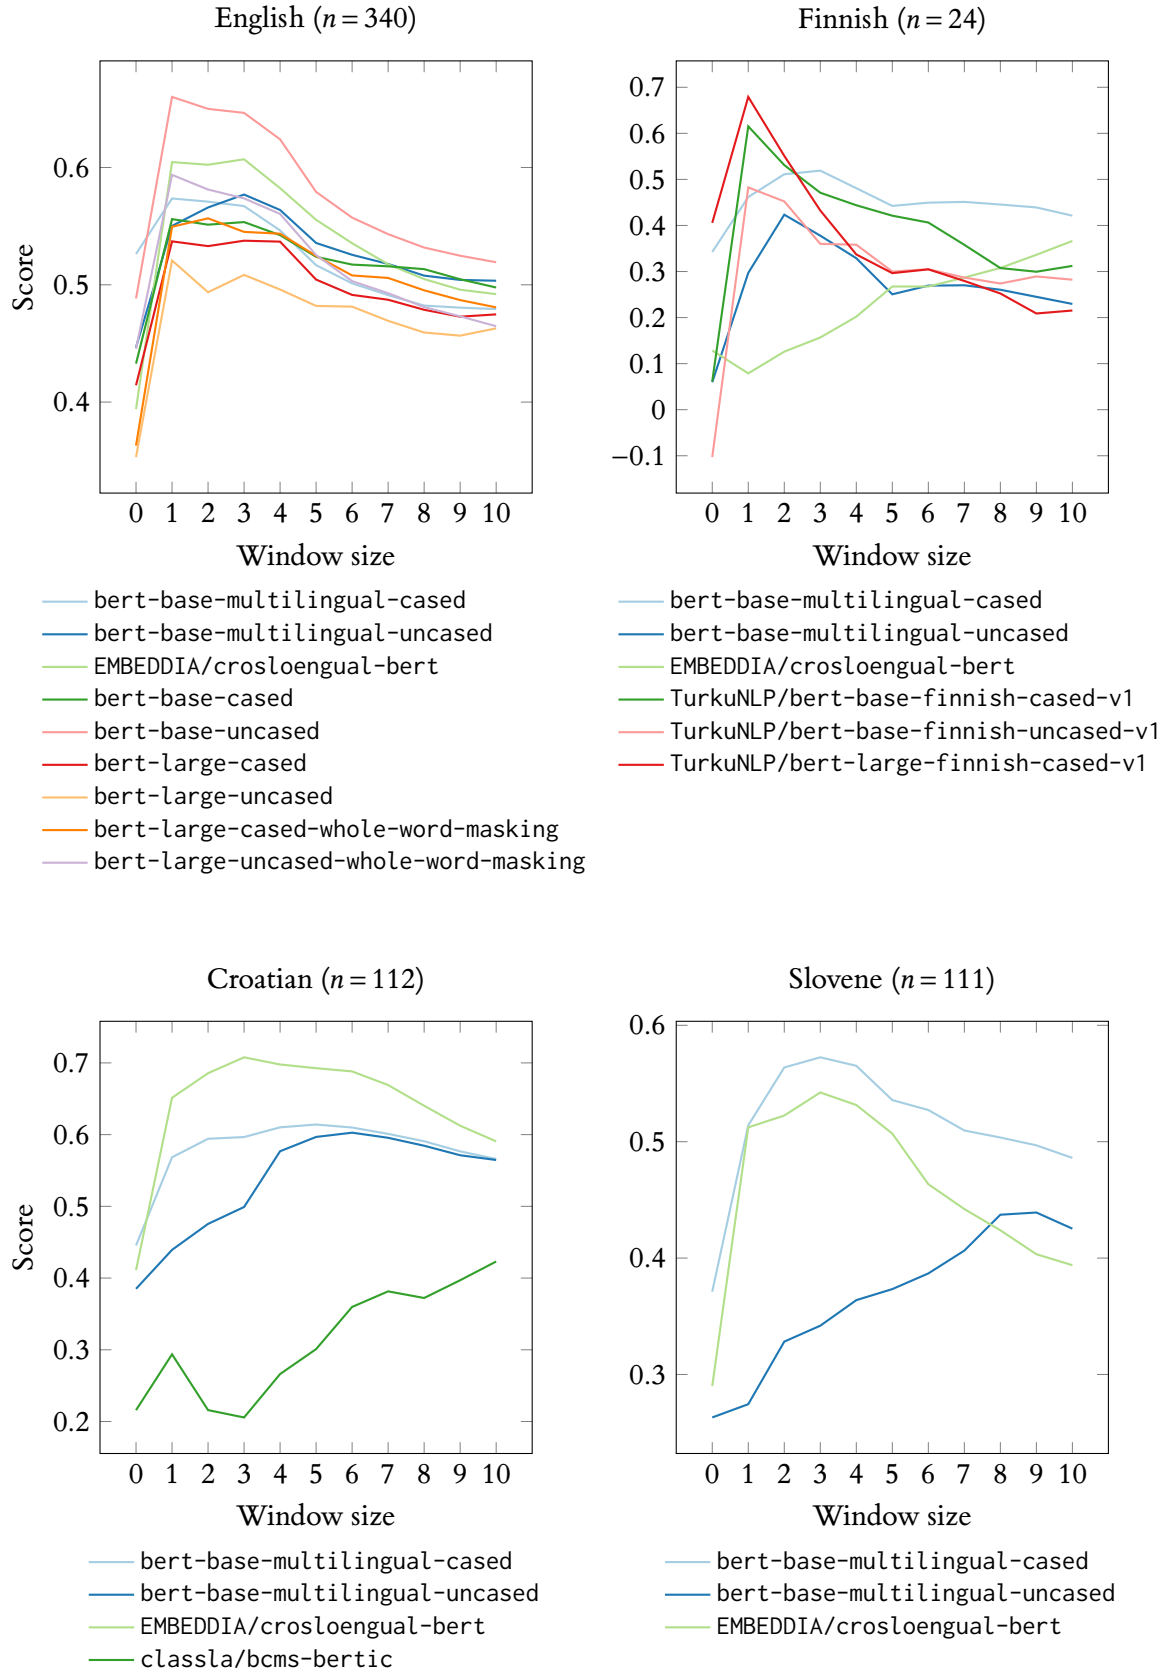 English (n = 340)
0.6
0.5
0.4
Score
0 1 2 3 4 5 6 7 8 9 10
Window size
bert-base-multilingual-cased
bert-base-multilingual-uncased
EMBEDDIA/crosloengual-bert
bert-base-cased
bert-base-uncased
bert-large-cased
bert-large-uncased
bert-large-cased-whole-word-masking
bert-large-uncased-whole-word-masking
Finnish (n = 24)
0.7
0.6
0.5
0.4
0.3
0.2
0.1
0
−0.1
0 1 2 3 4 5 6 7 8 9 10
Window size
bert-base-multilingual-cased
bert-base-multilingual-uncased
EMBEDDIA/crosloengual-bert
TurkuNLP/bert-base-finnish-cased-v1
TurkuNLP/bert-base-finnish-uncased-v1
TurkuNLP/bert-large-finnish-cased-v1
Croatian (n = 112)
0.7
0.6
0.5
0.4
0.3
0.2
Score
0 1 2 3 4 5 6 7 8 9 10
Window size
bert-base-multilingual-cased
bert-base-multilingual-uncased
EMBEDDIA/crosloengual-bert
classla/bcms-bertic
Slovene (n = 111)
0.6
0.5
0.4
0.3
0 1 2 3 4 5 6 7 8 9 10
Window size
bert-base-multilingual-cased
bert-base-multilingual-uncased
EMBEDDIA/crosloengual-bert